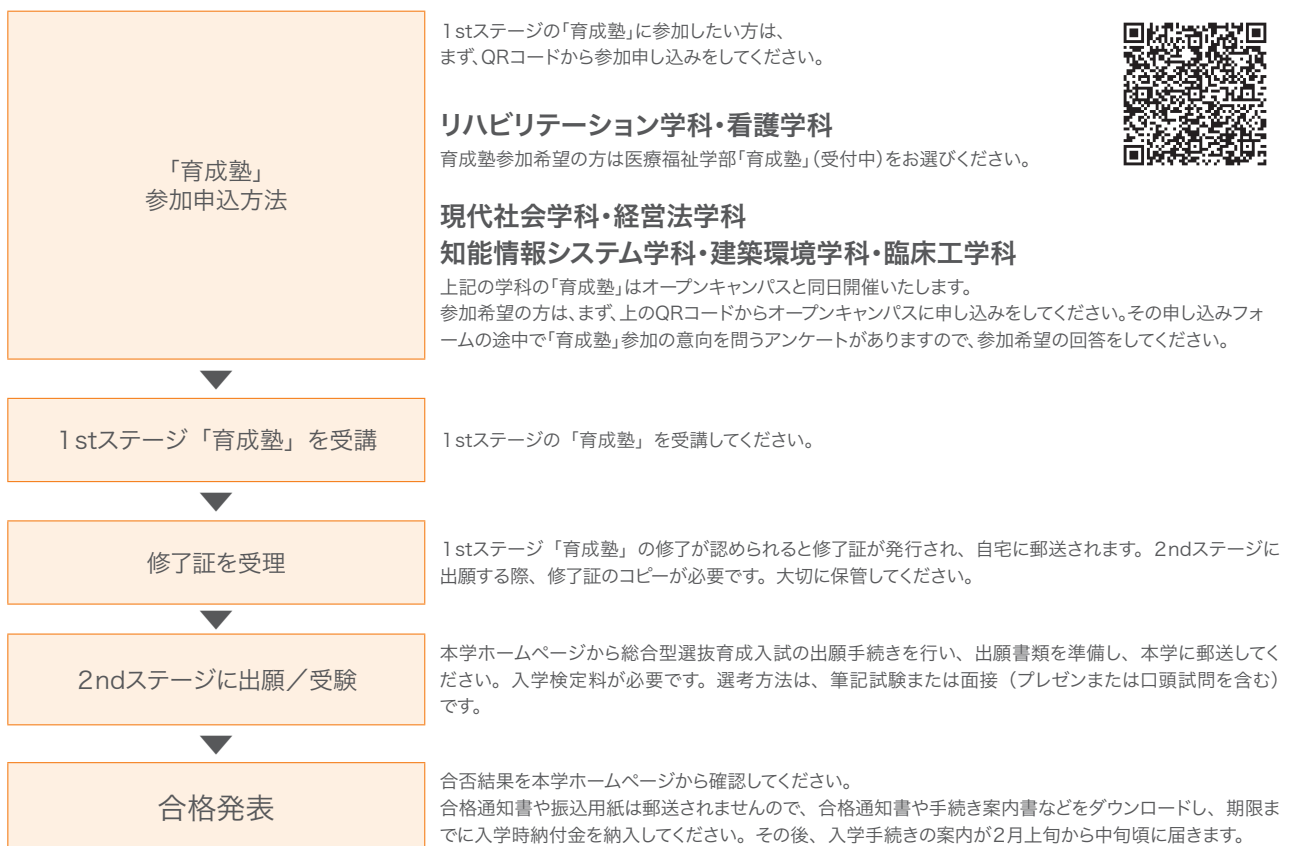 「育成塾」
参加申込方法
1stステージの「育成塾」に参加したい方は、
まず、QRコードから参加申し込みをしてください。
リハビリテーション学科・看護学科
育成塾参加希望の方は医療福祉学部「育成塾」（受付中）をお選びください。
現代社会学科・経営法学科
知能情報システム学科・建築環境学科・臨床工学科
上記の学科の「育成塾」はオープンキャンパスと同日開催いたします。
参加希望の方は、まず、上のQRコードからオープンキャンパスに申し込みをしてください。その申し込みフォ
ームの途中で「育成塾」参加の意向を問うアンケートがありますので、参加希望の回答をしてください。
1stステージ「育成塾」を受講
1stステージの「育成塾」を受講してください。
修了証を受理
1stステージ「育成塾」の修了が認められると修了証が発行され、自宅に郵送されます。2ndステージに
出願する際、修了証のコピーが必要です。大切に保管してください。
2ndステージに出願／受験
本学ホームページから総合型選抜育成入試の出願手続きを行い、出願書類を準備し、本学に郵送してく
ださい。入学検定料が必要です。選考方法は、筆記試験または面接（プレゼンまたは口頭試問を含む）
です。
合格発表
合否結果を本学ホームページから確認してください。
合格通知書や振込用紙は郵送されませんので、合格通知書や手続き案内書などをダウンロードし、期限ま
でに入学時納付金を納入してください。その後、入学手続きの案内が2月上旬から中旬頃に届きます。